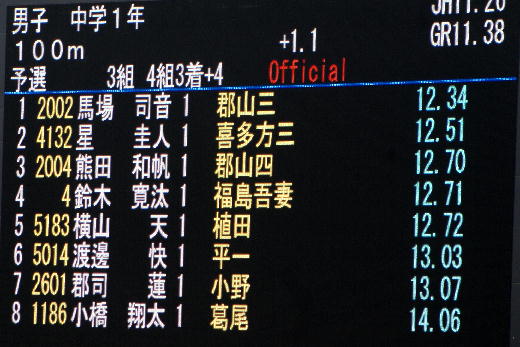 男子 中学1年 JH11.26
100m +1.1 GR11.38
予選 3組 4組3着+4 Official
1 2002 馬場 司音 1 郡山三 12.34
2 4132 星 圭人 1 喜多方三 12.51
3 2004 熊田 和帆 1 郡山四 12.70
4 4 鈴木 寛汰 1 福島吾妻 12.71
5 5183 横山 天 1 植田 12.72
6 5014 渡邊 快 1 平一 13.03
7 2601 郡司 蓮 1 小野 13.07
8 1186 小橋 翔太 1 葛尾 14.06